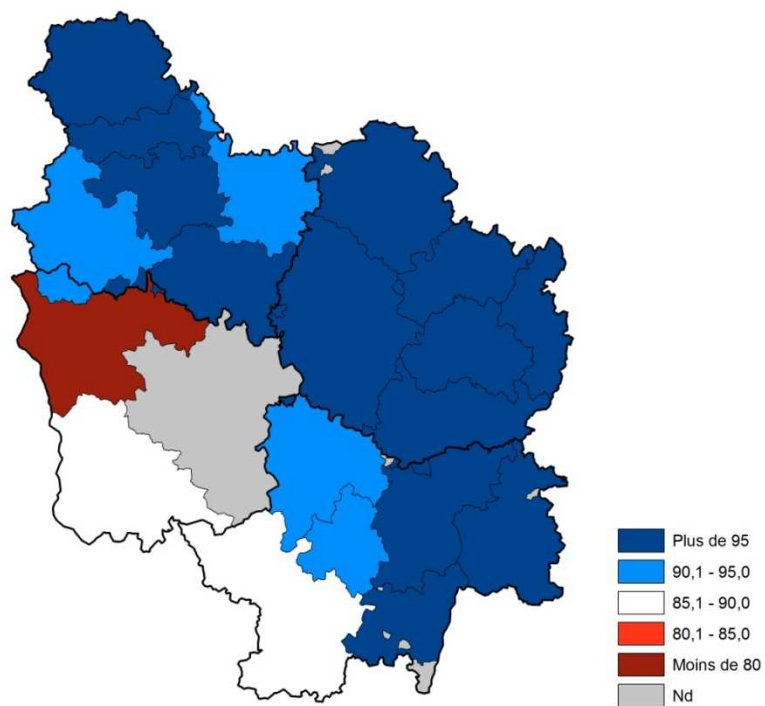 Plus de 95
90,1 - 95,0
85,1 - 90,0
80,1 - 85,0
Moins de 80
Nd